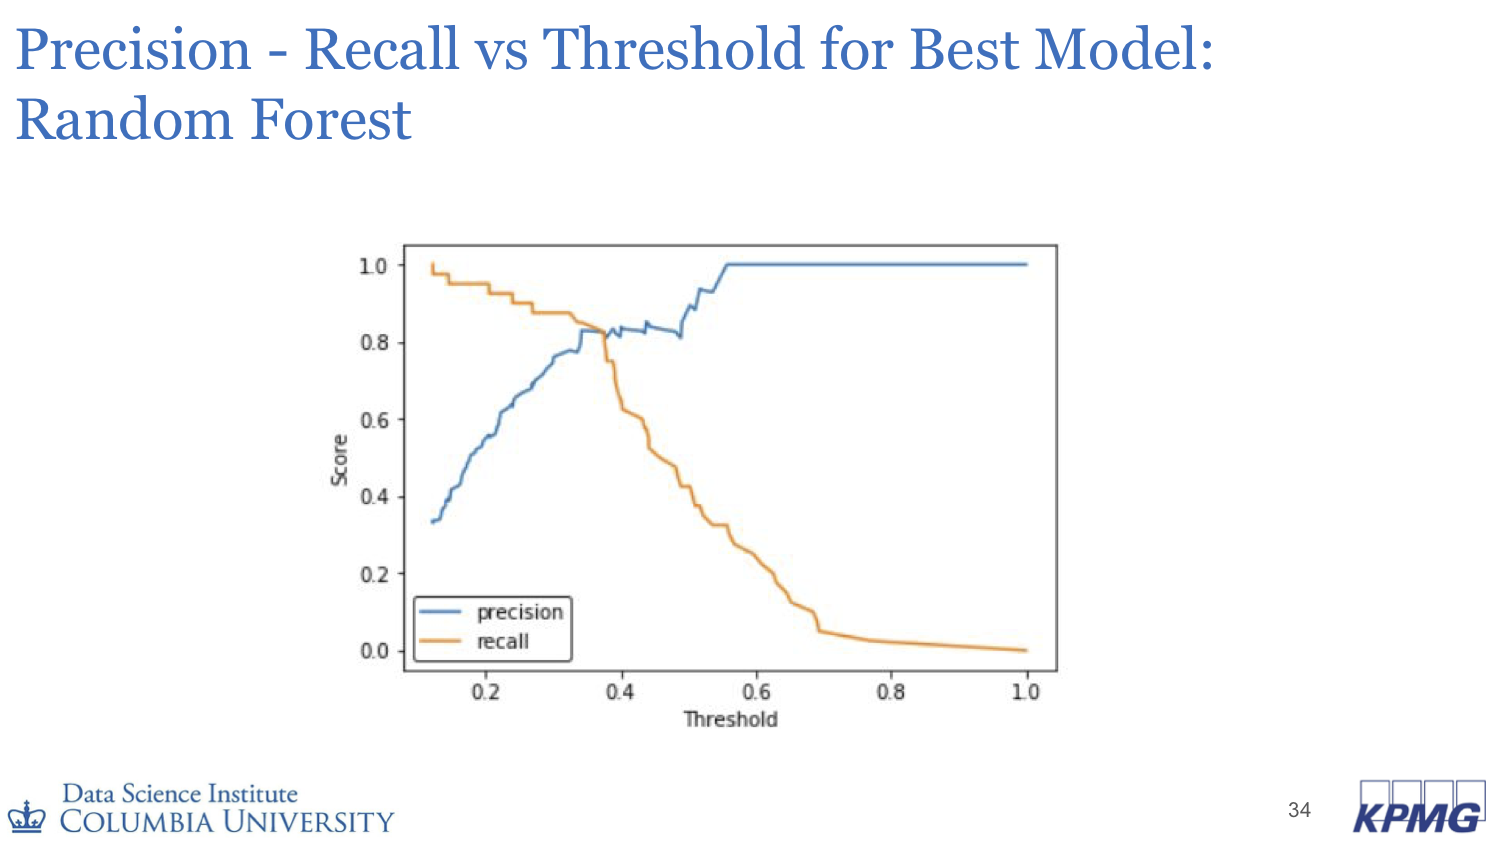 Precision - Recall vs Threshold for Best Model:
Random Forest
1.0
0.8
0.6
0.4
0.2
0.0
Score
precision
recall
0.2 0.4 0.6 0.8 1.0
Threshold
Data Science Institute
COLUMBIA UNIVERSITY
34
KPMG